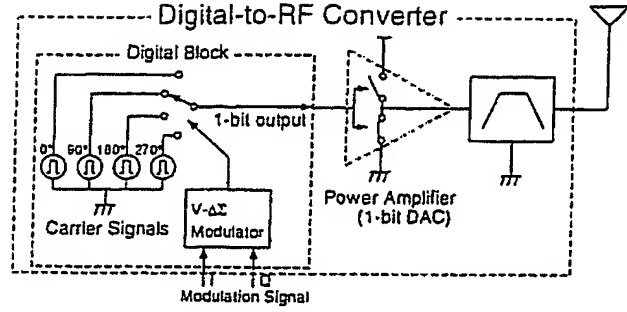 Digital-to-RF Converter
Digital Block
1-bit output
0° 90° 180° 270°
Carrier Signals
V-ΔΣ
Modulator
Power Amplifier
(1-bit DAC)
I Q
Modulation Signal